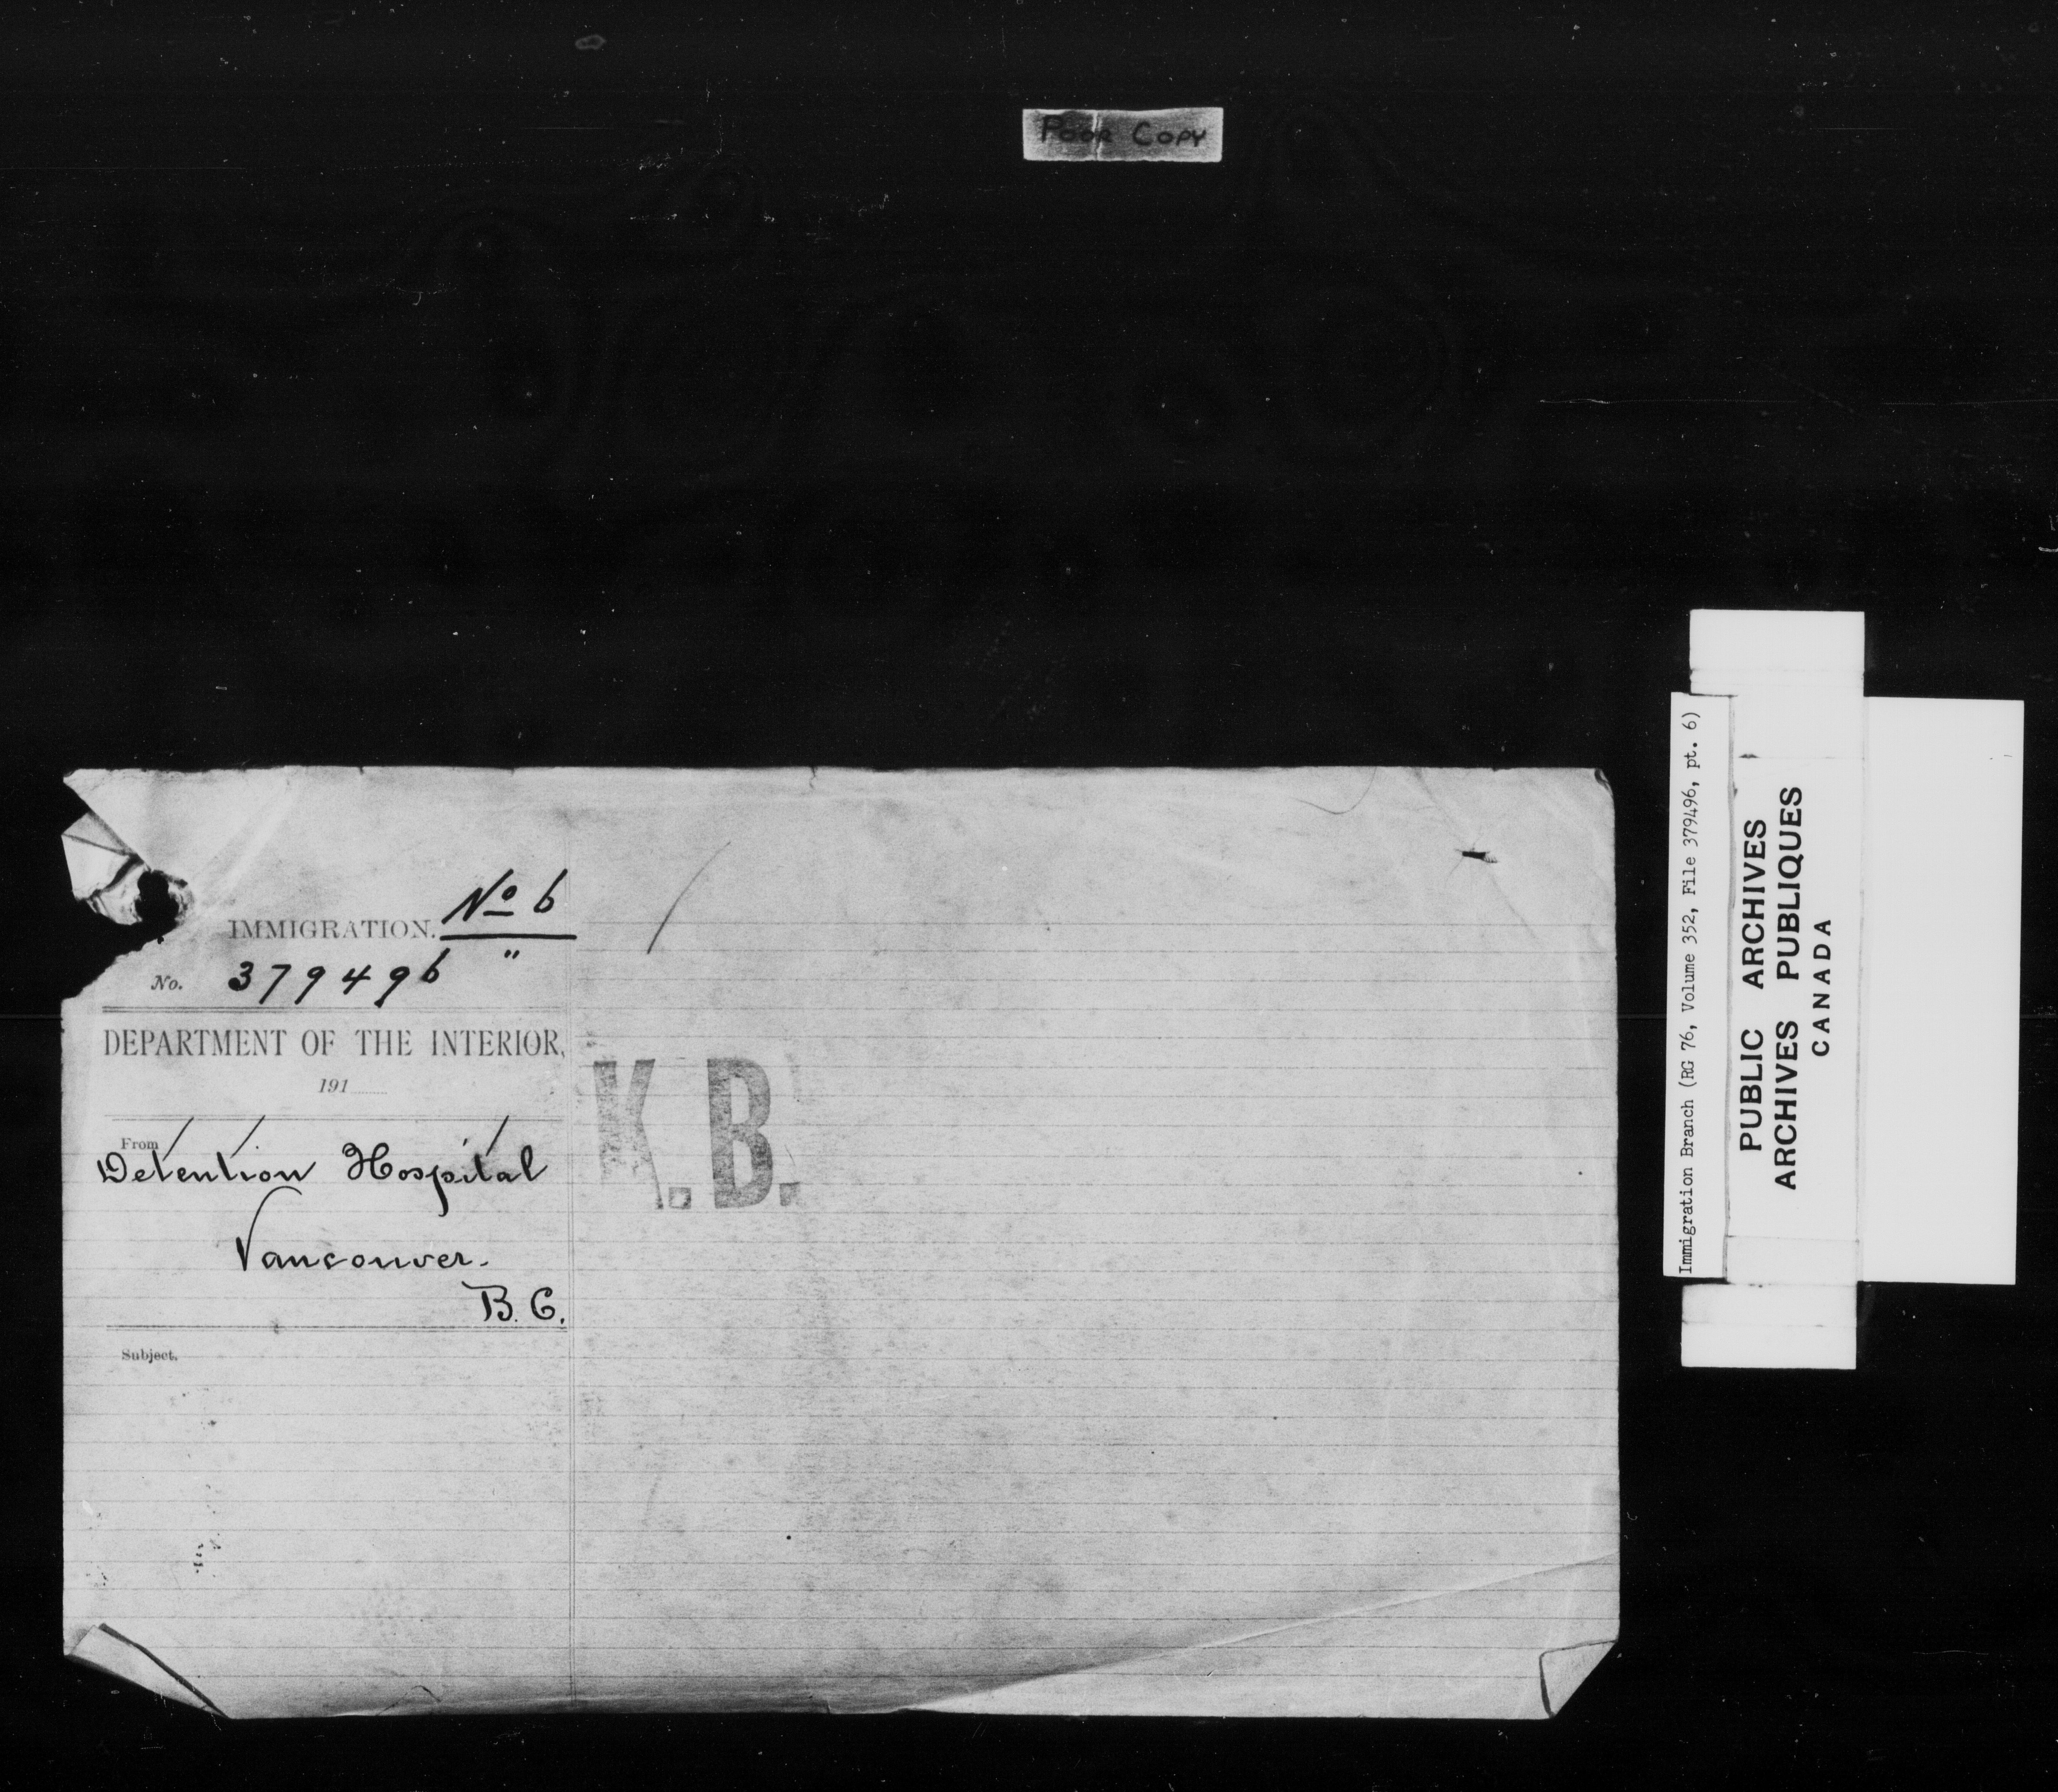 POOR COPY
IMMIGRATION. No 6
No. 379496 "
DEPARTMENT OF THE INTERIOR,
191
From
Detention Hospital
Vancouver.
B. C.
Subject.
K. B.
Immigration Branch (RG 76, Volume 352, File 379496, pt. 6)
PUBLIC ARCHIVES
ARCHIVES PUBLIQUES
CANADA